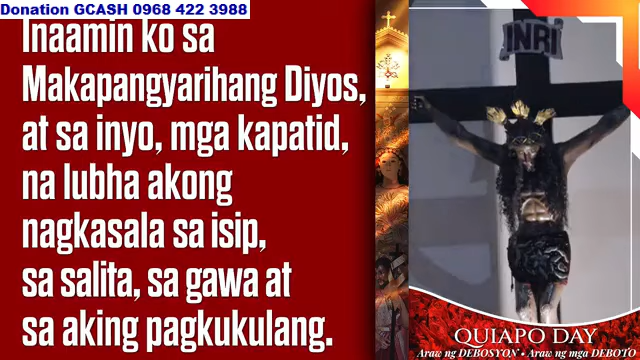 Donation GCASH 0968 422 3988
Inaamin ko sa
Makapangyarihang Diyos,
at sa inyo, mga kapatid,
na lubha akong
nagkasala sa isip,
sa salita, sa gawa at
sa aking pagkukulang.
INRI
QUIAPO DAY
Araw ng DEBOSYON • Araw ng mga DEBOTO